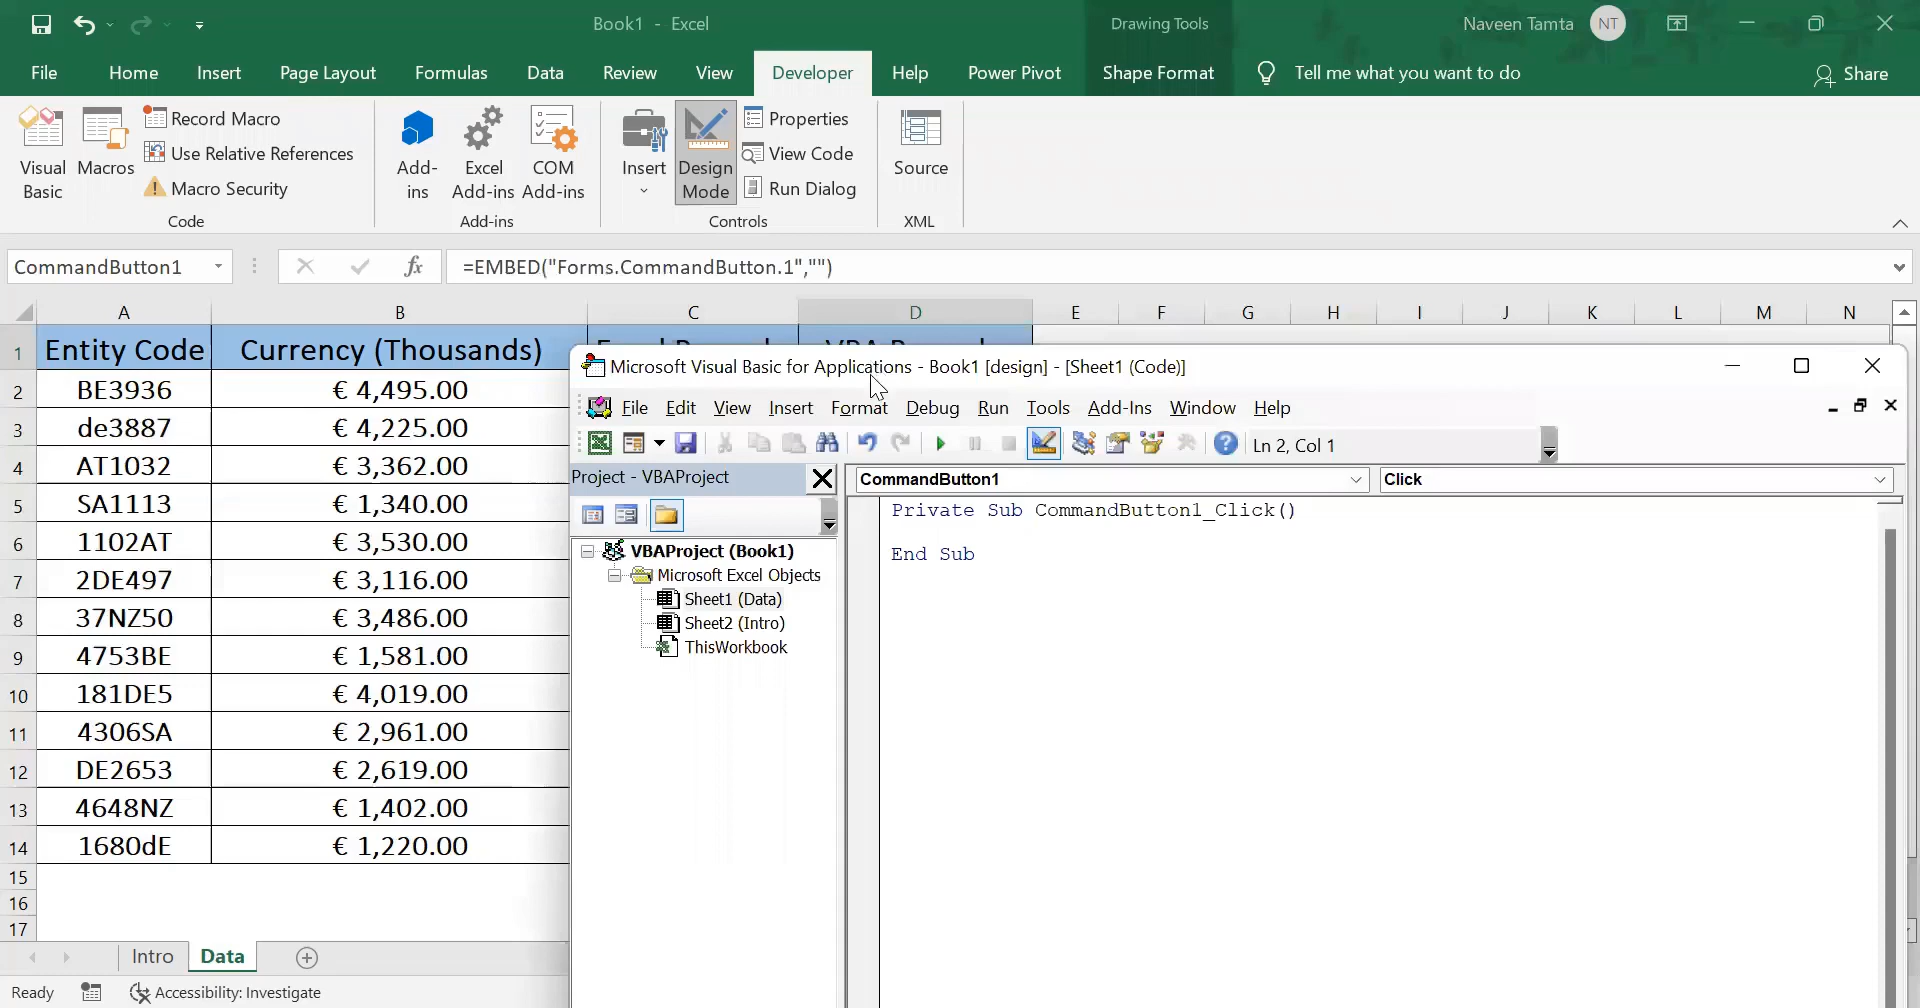 Book1 - Excel
Drawing Tools
Naveen Tamta
NT
File Home Insert Page Layout Formulas Data Review View Developer Help Power Pivot Shape Format Tell me what you want to do Share
Visual Basic
Macros
Record Macro
Use Relative References
Macro Security
Code
Add-ins
Excel Add-ins
COM Add-ins
Add-ins
Insert
Design Mode
Properties
View Code
Run Dialog
Controls
Source
XML
CommandButton1
fx
=EMBED("Forms.CommandButton.1","")
A B C D E F G H I J K L M N
1 Entity Code Currency (Thousands)
2 BE3936 € 4,495.00
3 de3887 € 4,225.00
4 AT1032 € 3,362.00
5 SA1113 € 1,340.00
6 1102AT € 3,530.00
7 2DE497 € 3,116.00
8 37NZ50 € 3,486.00
9 4753BE € 1,581.00
10 181DE5 € 4,019.00
11 4306SA € 2,961.00
12 DE2653 € 2,619.00
13 4648NZ € 1,402.00
14 1680dE € 1,220.00
15
16
17
Intro Data
Ready
Accessibility: Investigate
Microsoft Visual Basic for Applications - Book1 [design] - [Sheet1 (Code)]
File Edit View Insert Format Debug Run Tools Add-Ins Window Help
Ln 2, Col 1
Project - VBAProject
VBAProject (Book1)
Microsoft Excel Objects
Sheet1 (Data)
Sheet2 (Intro)
ThisWorkbook
CommandButton1
Click
Private Sub CommandButton1_Click()
End Sub